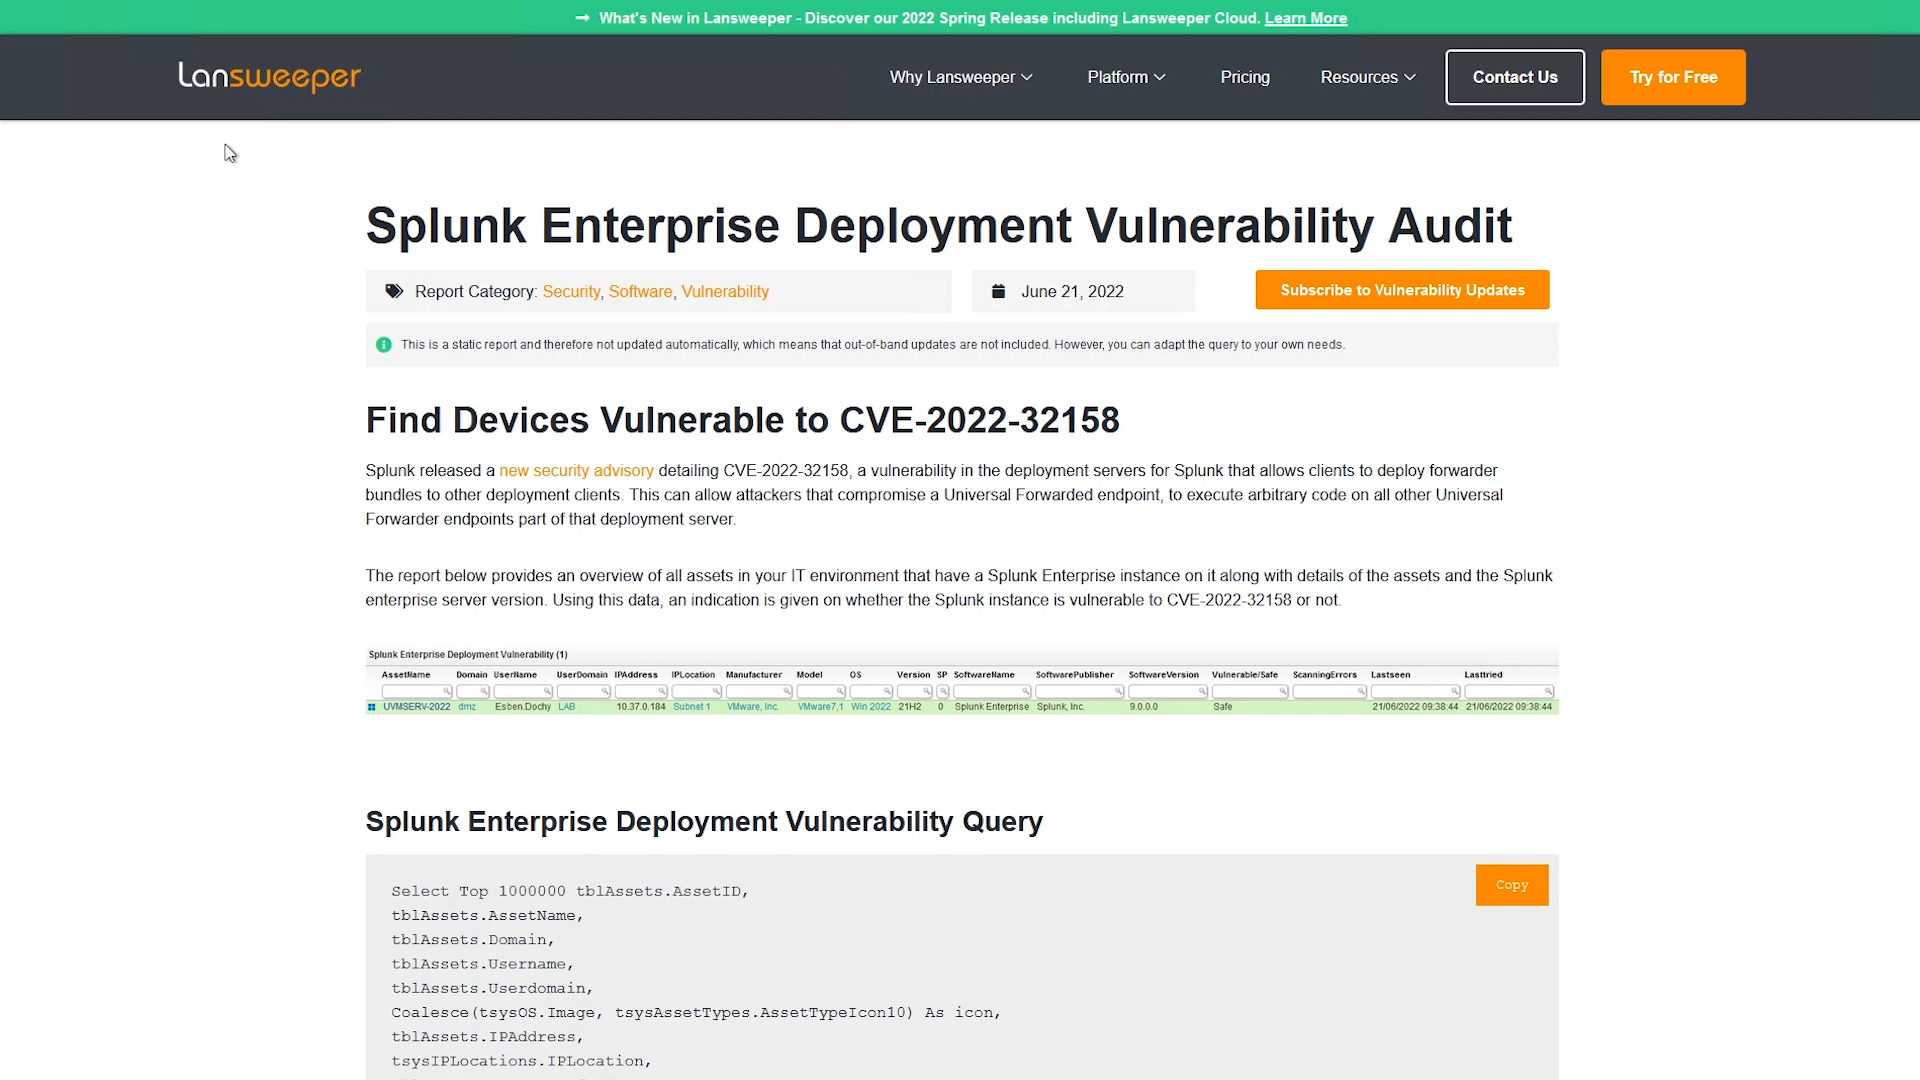 → What's New in Lansweeper - Discover our 2022 Spring Release including Lansweeper Cloud. Learn More
Lansweeper
Why Lansweeper
Platform
Pricing
Resources
Contact Us
Try for Free
Splunk Enterprise Deployment Vulnerability Audit
Report Category: Security, Software, Vulnerability
June 21, 2022
Subscribe to Vulnerability Updates
This is a static report and therefore not updated automatically, which means that out-of-band updates are not included. However, you can adapt the query to your own needs.
Find Devices Vulnerable to CVE-2022-32158
Splunk released a new security advisory detailing CVE-2022-32158, a vulnerability in the deployment servers for Splunk that allows clients to deploy forwarder
bundles to other deployment clients. This can allow attackers that compromise a Universal Forwarded endpoint, to execute arbitrary code on all other Universal
Forwarder endpoints part of that deployment server.
The report below provides an overview of all assets in your IT environment that have a Splunk Enterprise instance on it along with details of the assets and the Splunk
enterprise server version. Using this data, an indication is given on whether the Splunk instance is vulnerable to CVE-2022-32158 or not.
Splunk Enterprise Deployment Vulnerability (1)
AssetName Domain UserName UserDomain IPAddress IPLocation Manufacturer Model OS Version SP SoftwareName SoftwarePublisher SoftwareVersion Vulnerable/Safe ScanningErrors Lastseen Lasttried
UVMSERV-2022 dmz Esben.Dochy LAB 10.37.0.184 Subnet 1 VMware, Inc. VMware7,1 Win 2022 21H2 0 Splunk Enterprise Splunk, Inc. 9.0.0.0 Safe 21/06/2022 09:38:44 21/06/2022 09:38:44
Splunk Enterprise Deployment Vulnerability Query
Copy
Select Top 1000000 tblAssets.AssetID,
tblAssets.AssetName,
tblAssets.Domain,
tblAssets.Username,
tblAssets.Userdomain,
Coalesce(tsysOS.Image, tsysAssetTypes.AssetTypeIcon10) As icon,
tblAssets.IPAddress,
tsysIPLocations.IPLocation,